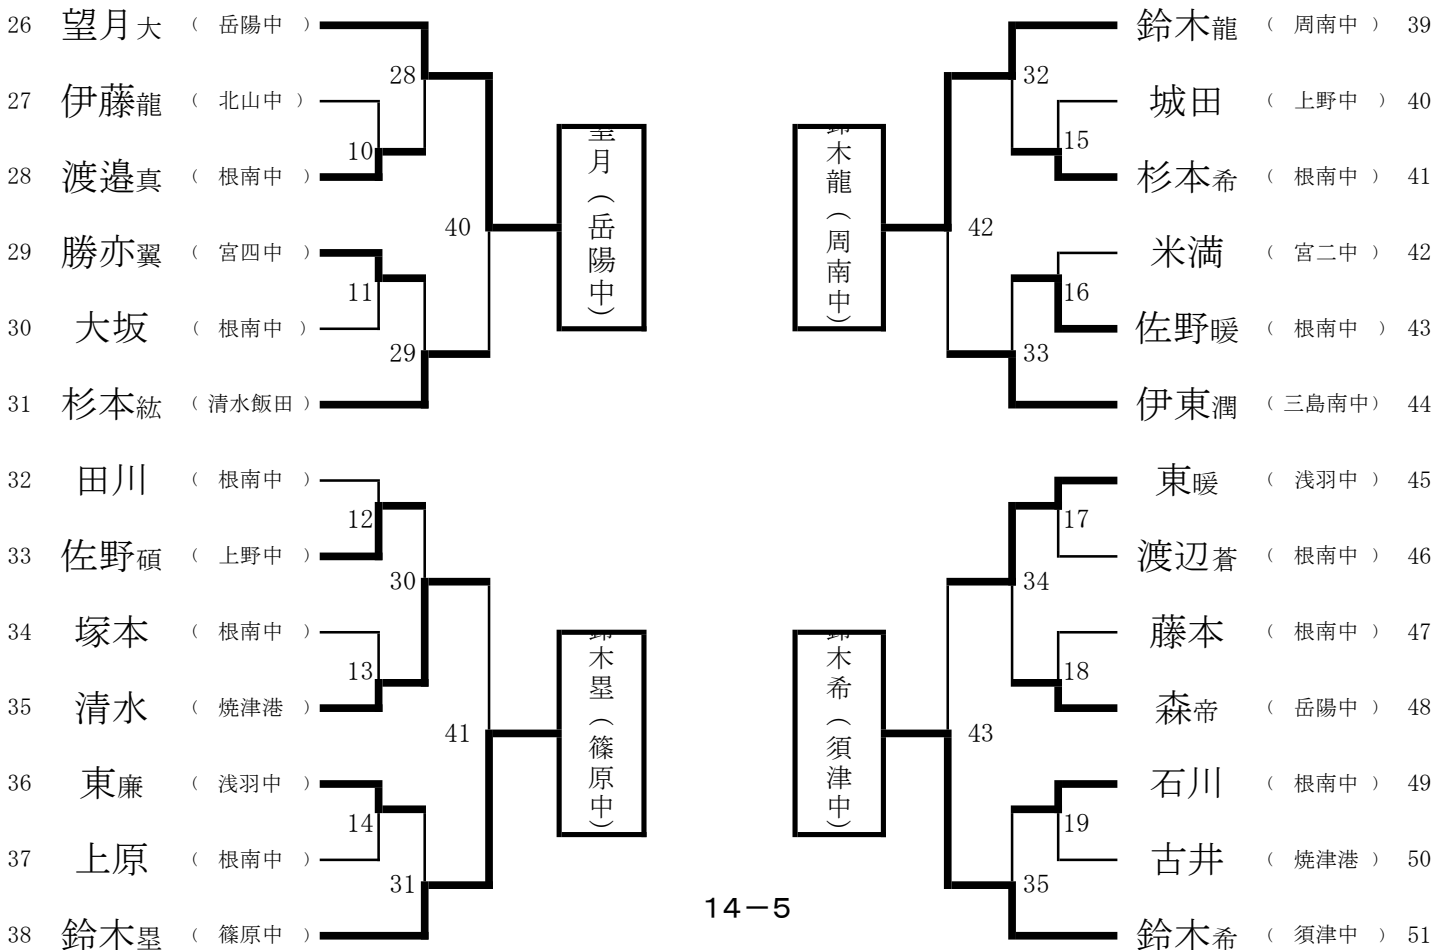 26 望月大 （ 岳陽中 ）
27 伊藤龍 （ 北山中 ）
28 渡邉真 （ 根南中 ）
29 勝亦翼 （ 宮四中 ）
30 大坂 （ 根南中 ）
31 杉本紘 （ 清水飯田 ）
32 田川 （ 根南中 ）
33 佐野碩 （ 上野中 ）
34 塚本 （ 根南中 ）
35 清水 （ 焼津港 ）
36 東廉 （ 浅羽中 ）
37 上原 （ 根南中 ）
38 鈴木塁 （ 篠原中 ）
28
10
11
29
40
12
30
13
41
14
31
望月（岳陽中）
鈴木塁（篠原中）
鈴木龍（周南中）
鈴木希（須津中）
32
15
42
16
33
17
34
18
43
19
35
鈴木龍 （ 周南中 ） 39
城田 （ 上野中 ） 40
杉本希 （ 根南中 ） 41
米満 （ 宮二中 ） 42
佐野暖 （ 根南中 ） 43
伊東潤 （ 三島南中 ） 44
東暖 （ 浅羽中 ） 45
渡辺蒼 （ 根南中 ） 46
藤本 （ 根南中 ） 47
森帝 （ 岳陽中 ） 48
石川 （ 根南中 ） 49
古井 （ 焼津港 ） 50
鈴木希 （ 須津中 ） 51
14－5